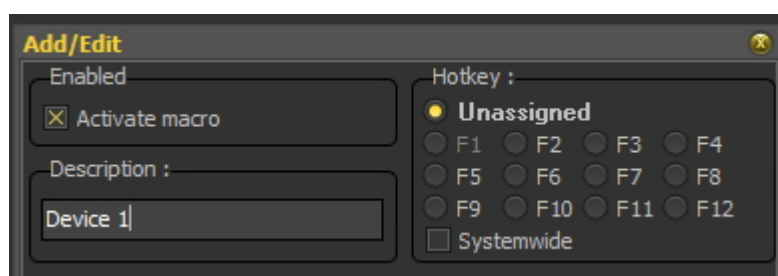 Add/Edit
Enabled
Activate macro
Description :
Device 1
Hotkey :
Unassigned
F1 F2 F3 F4
F5 F6 F7 F8
F9 F10 F11 F12
Systemwide